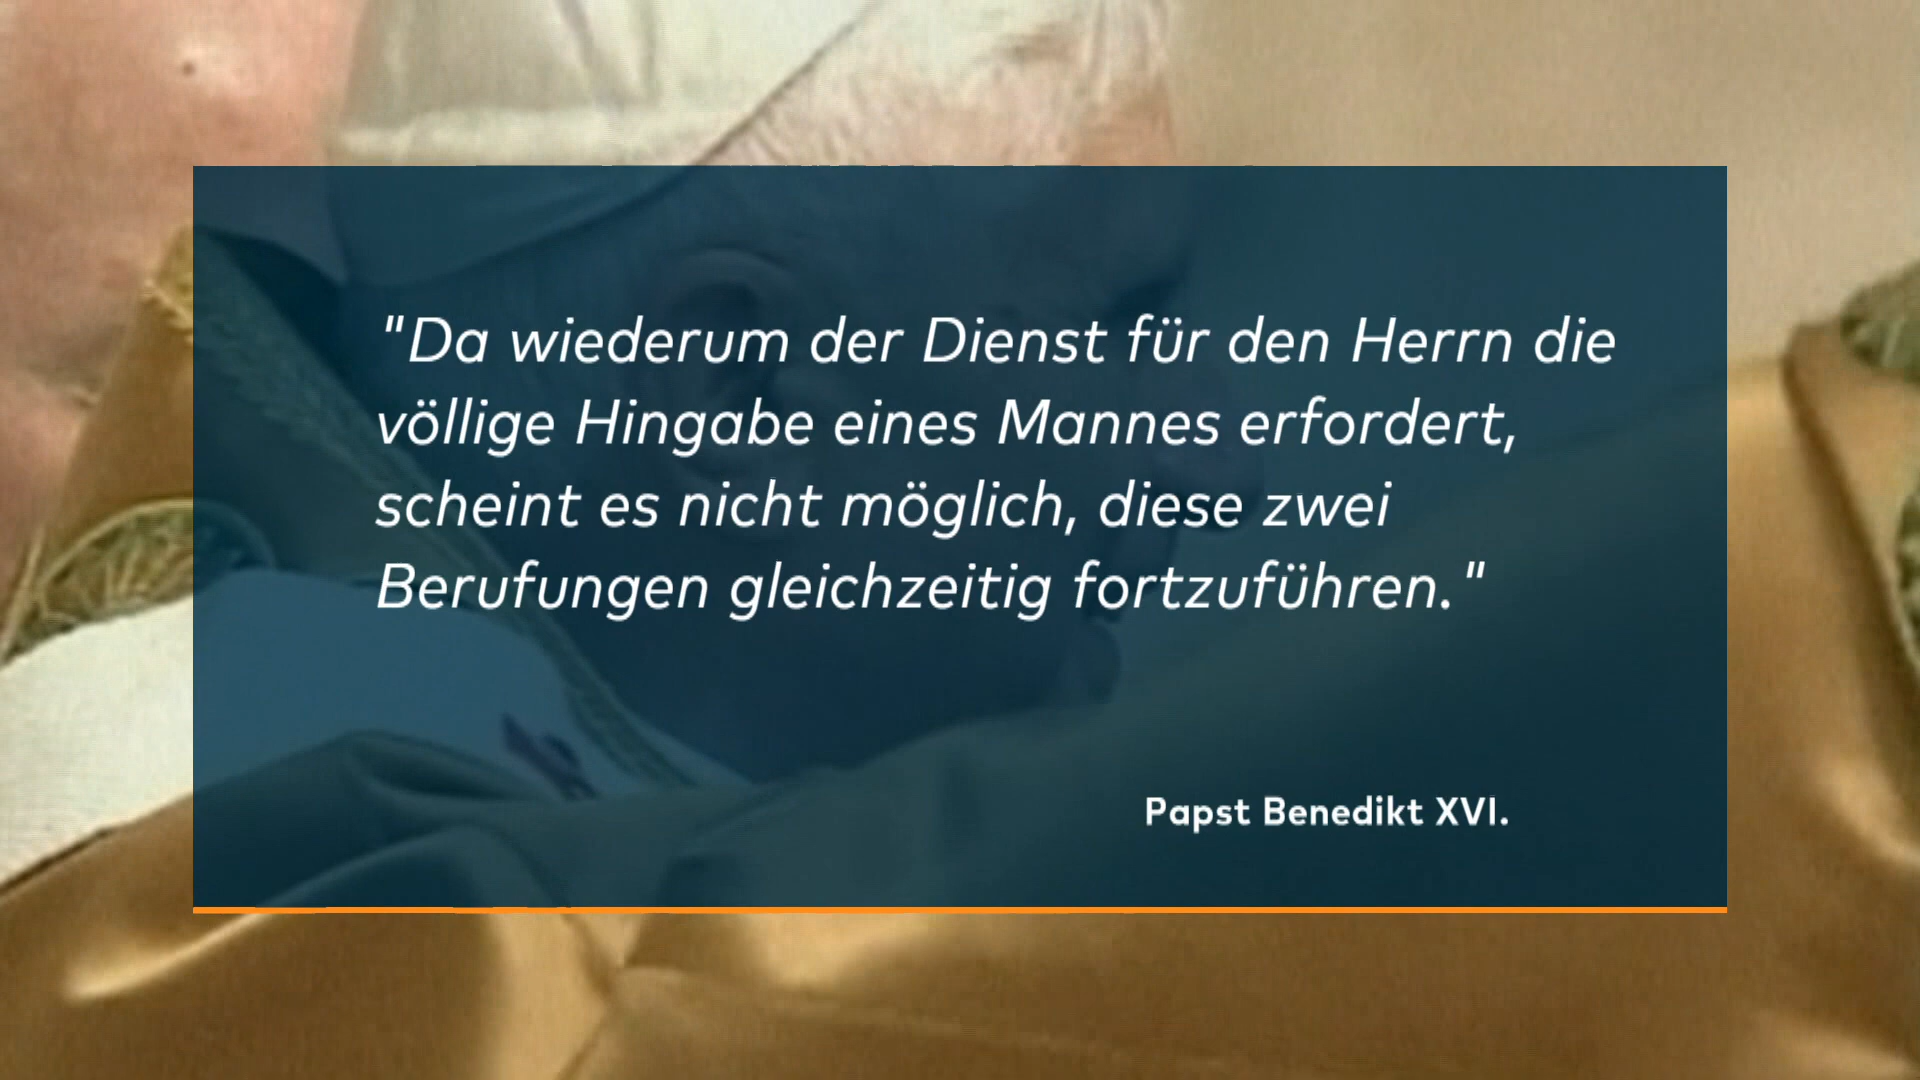 "Da wiederum der Dienst für den Herrn die
völlige Hingabe eines Mannes erfordert,
scheint es nicht möglich, diese zwei
Berufungen gleichzeitig fortzuführen."
Papst Benedikt XVI.